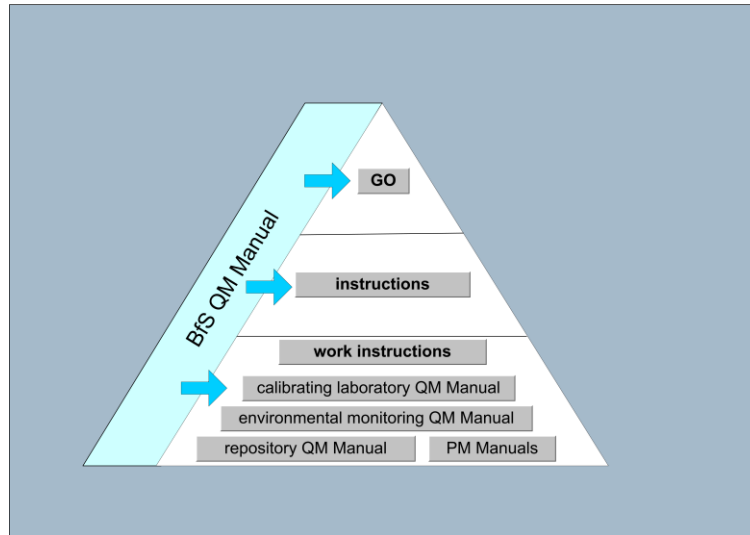 BfS QM Manual
GO
instructions
work instructions
calibrating laboratory QM Manual
environmental monitoring QM Manual
repository QM Manual
PM Manuals